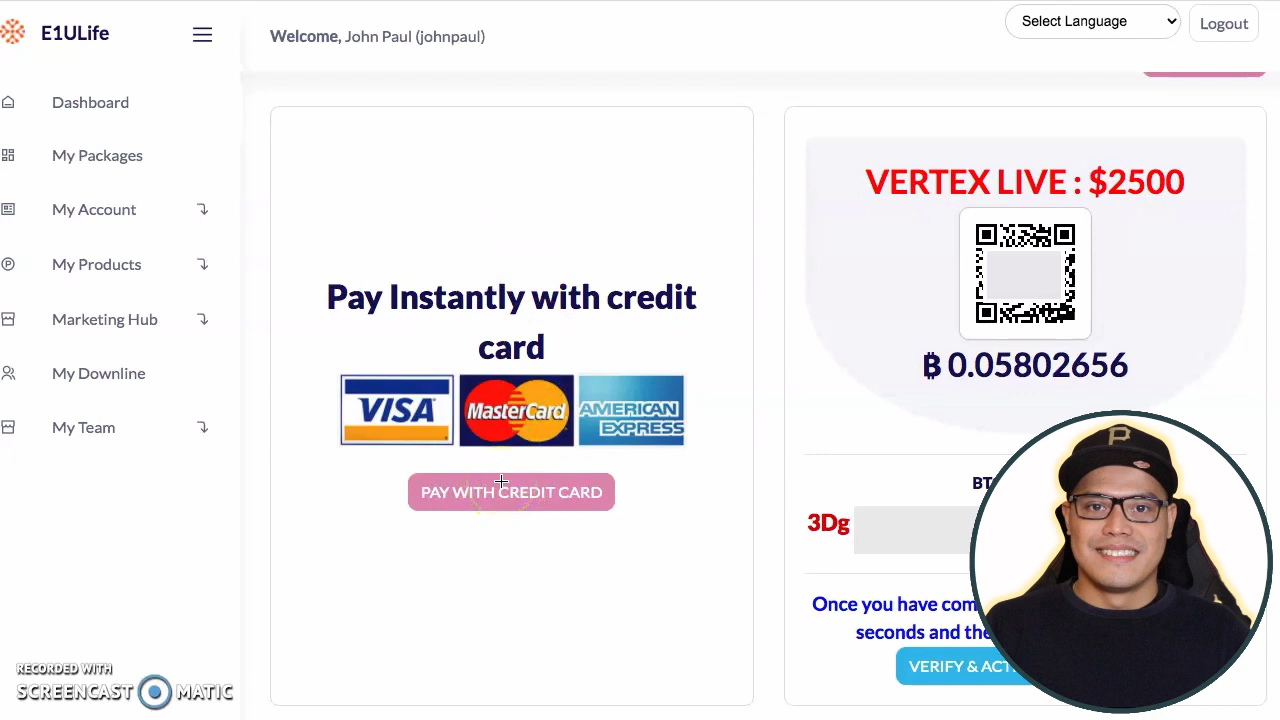 E1ULife
Welcome, John Paul (johnpaul)
Select Language
Logout
Dashboard
My Packages
My Account
My Products
Marketing Hub
My Downline
My Team
Pay Instantly with credit
card
VISA
MasterCard
AMERICAN
EXPRESS
PAY WITH CREDIT CARD
VERTEX LIVE : $2500
฿ 0.05802656
BT
3Dg
Once you have com
seconds and the
VERIFY & ACT
P
RECORDED WITH
SCREENCAST MATIC